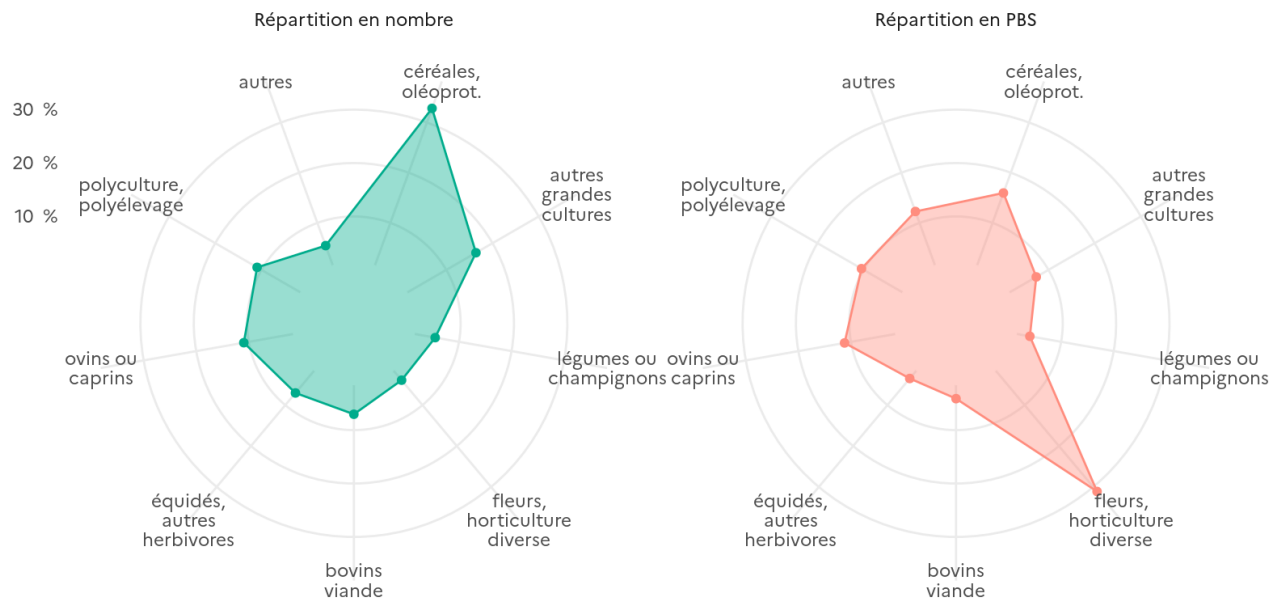 Répartition en nombre
Répartition en PBS
30 %
20 %
10 %
autres
céréales,
oléoprot.
autres
grandes
cultures
légumes ou
champignons
fleurs,
horticulture
diverse
bovins
viande
équidés,
autres
herbivores
ovins ou
caprins
polyculture,
polyélevage
autres
céréales,
oléoprot.
autres
grandes
cultures
légumes ou
champignons
fleurs,
horticulture
diverse
bovins
viande
équidés,
autres
herbivores
ovins ou
caprins
polyculture,
polyélevage